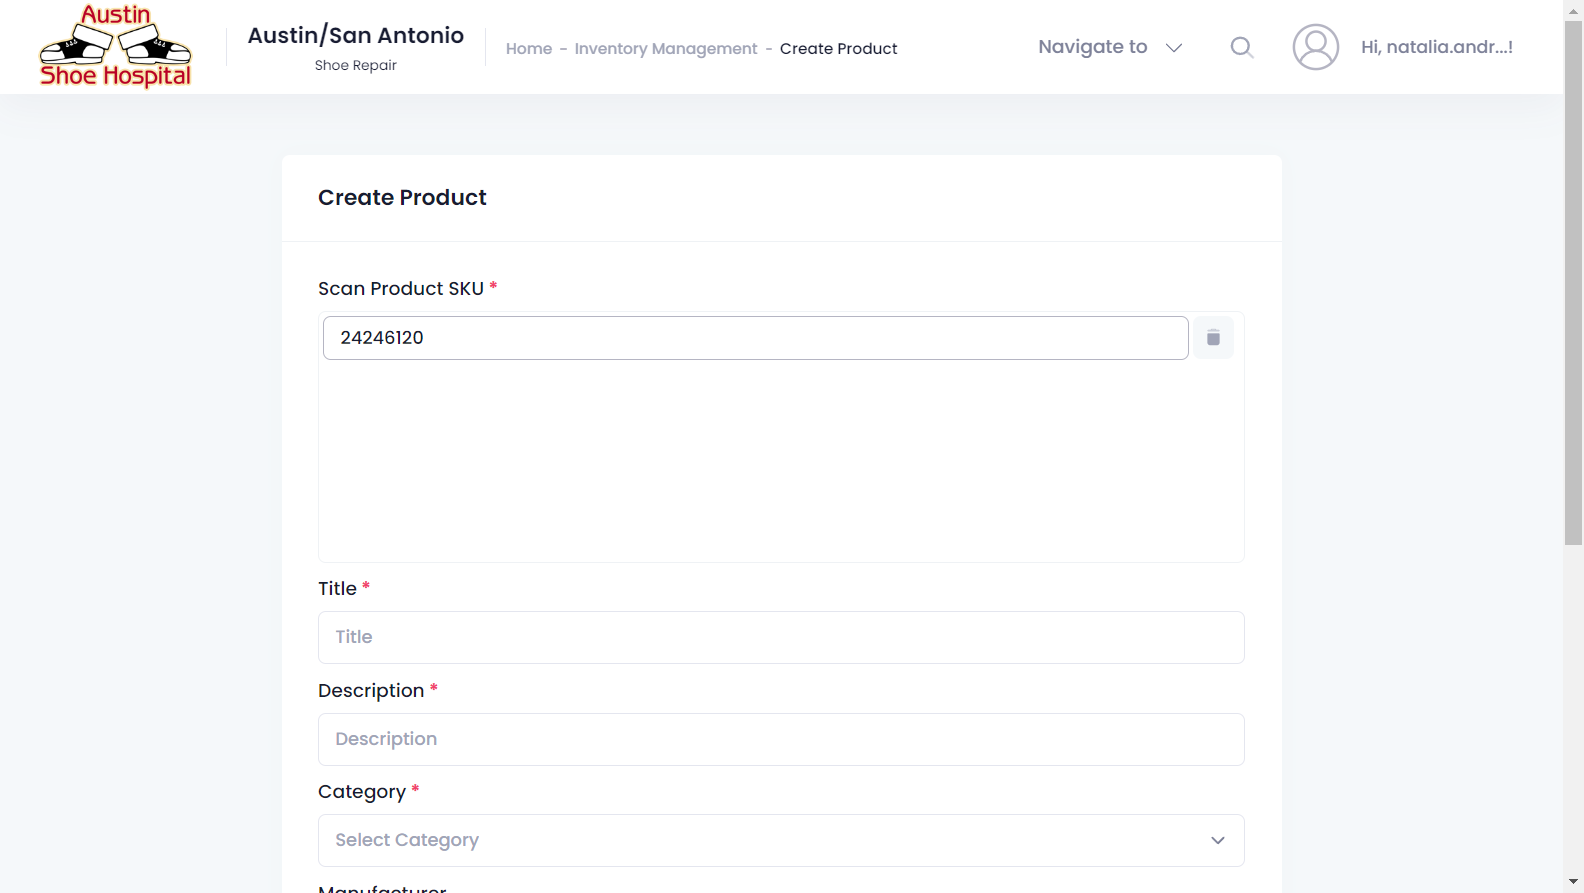 Austin
Shoe Hospital
Austin/San Antonio
Shoe Repair
Home - Inventory Management - Create Product
Navigate to
Hi, natalia.andr...!
Create Product
Scan Product SKU *
24246120
Title *
Title
Description *
Description
Category *
Select Category
Manufacturer